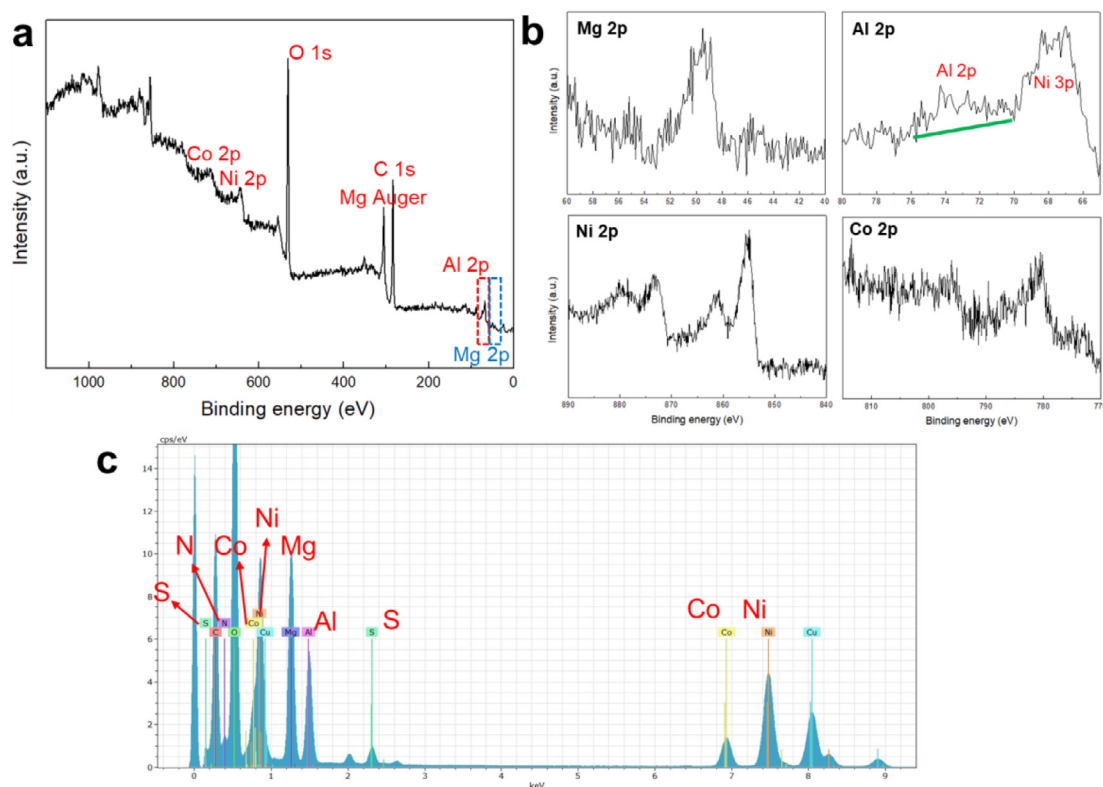 a
O 1s
Co 2p
Ni 2p
C 1s
Mg Auger
Al 2p
Mg 2p
Intensity (a.u.)
1000 800 600 400 200 0
Binding energy (eV)
b
Mg 2p
Intensity (a.u.)
60 58 56 54 52 50 48 46 44 42 40
Al 2p
Al 2p
Ni 3p
Intensity (a.u.)
80 78 76 74 72 70 68 66
Ni 2p
Intensity (a.u.)
890 880 870 860 850 840
Binding energy (eV)
Co 2p
Intensity (a.u.)
810 800 790 780 770
Binding energy (eV)
c
cps/eV
14
12
10
8
6
4
2
0
S N Co Ni Mg Al S Co Ni
S C N O Co Ni Cu Mg Al S Co Ni Cu
0 1 2 3 4 5 6 7 8 9
keV